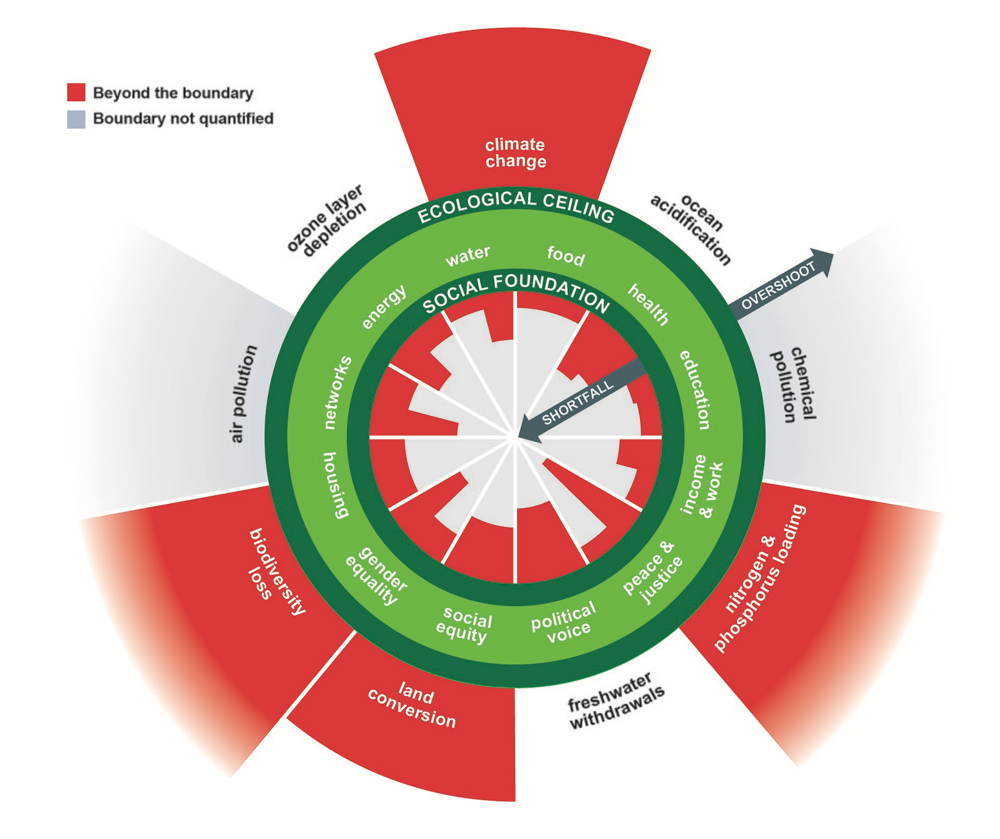 Beyond the boundary
Boundary not quantified
climate
change
ozone layer
depletion
ocean
acidification
ECOLOGICAL CEILING
OVERSHOOT
water
food
energy
health
SOCIAL FOUNDATION
SHORTFALL
air pollution
networks
education
chemical
pollution
housing
income
& work
biodiversity
loss
gender
equality
peace &
justice
nitrogen &
phosphorus loading
social
equity
political
voice
land
conversion
freshwater
withdrawals